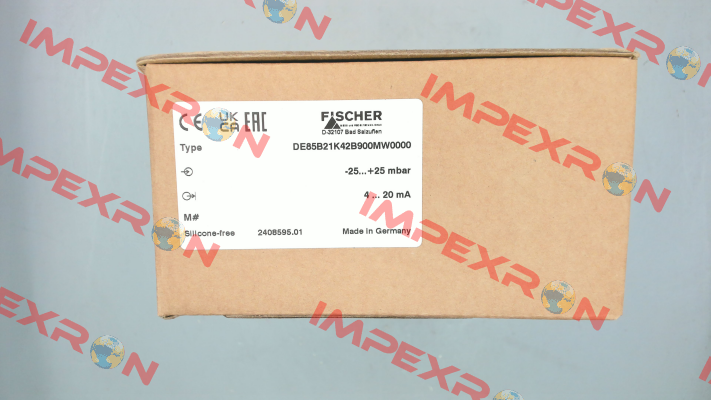 CE UK CA EAC
FISCHER
D-32107 Bad Salzuflen
Type DE85B21K42B900MW0000
-25...+25 mbar
4 ... 20 mA
M#
Silicone-free 2408595.01 Made in Germany
IMPEXRON
IMPEXRON
IMPEXRON
IMPEXRON
IMPEXRON
IMPEXRON